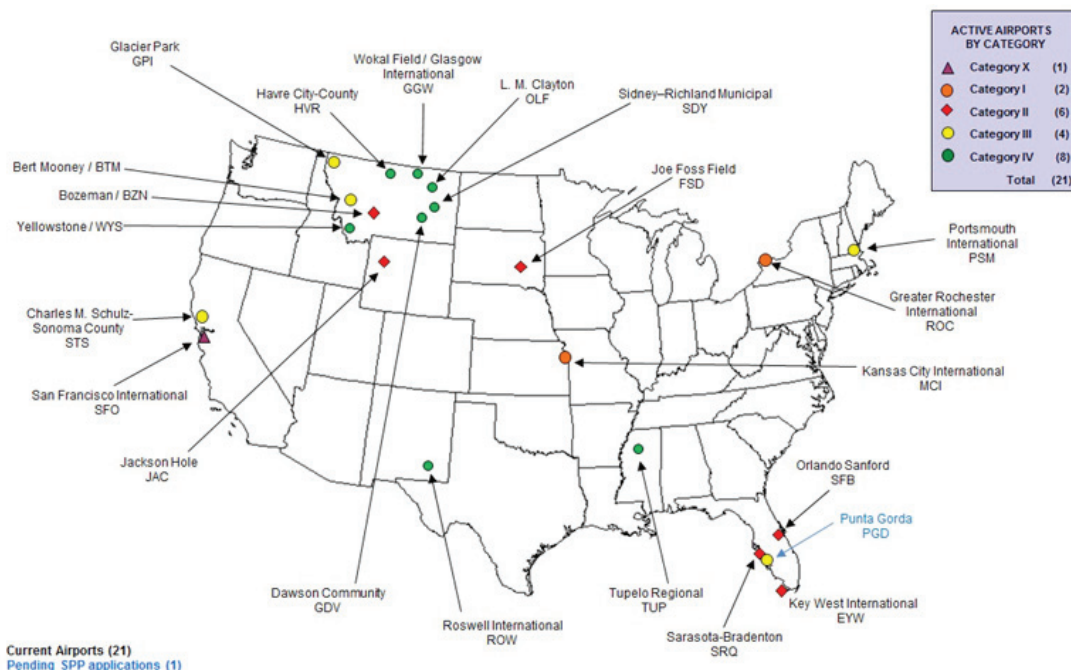 Glacier Park
GPI
Wokal Field / Glasgow
International
GGW
Havre City-County
HVR
L. M. Clayton
OLF
Sidney–Richland Municipal
SDY
ACTIVE AIRPORTS
BY CATEGORY
Category X (1)
Category I (2)
Category II (6)
Category III (4)
Category IV (8)
Total (21)
Bert Mooney / BTM
Bozeman / BZN
Yellowstone / WYS
Joe Foss Field
FSD
Portsmouth
International
PSM
Greater Rochester
International
ROC
Charles M. Schulz-
Sonoma County
STS
Kansas City International
MCI
San Francisco International
SFO
Jackson Hole
JAC
Orlando Sanford
SFB
Punta Gorda
PGD
Dawson Community
GDV
Roswell International
ROW
Tupelo Regional
TUP
Key West International
EYW
Sarasota-Bradenton
SRQ
Current Airports (21)
Pending SPP applications (1)